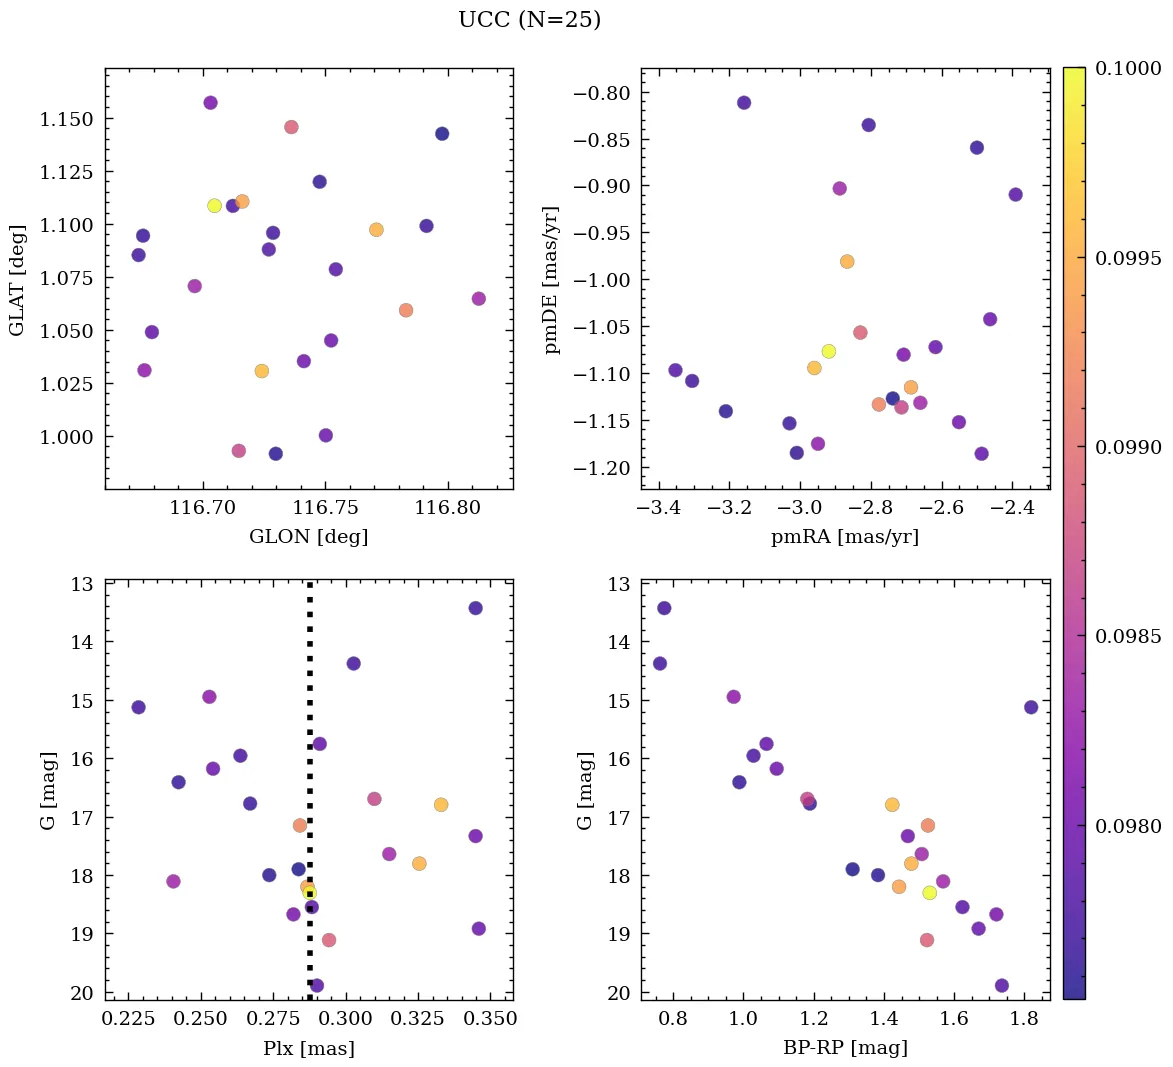 UCC (N=25)
1.150
1.125
1.100
1.075
1.050
1.025
1.000
GLAT [deg]
116.70 116.75 116.80
GLON [deg]
−0.80
−0.85
−0.90
−0.95
−1.00
−1.05
−1.10
−1.15
−1.20
pmDE [mas/yr]
−3.4 −3.2 −3.0 −2.8 −2.6 −2.4
pmRA [mas/yr]
0.1000
0.0995
0.0990
0.0985
0.0980
13
14
15
16
17
18
19
20
G [mag]
0.225 0.250 0.275 0.300 0.325 0.350
Plx [mas]
13
14
15
16
17
18
19
20
G [mag]
0.8 1.0 1.2 1.4 1.6 1.8
BP-RP [mag]